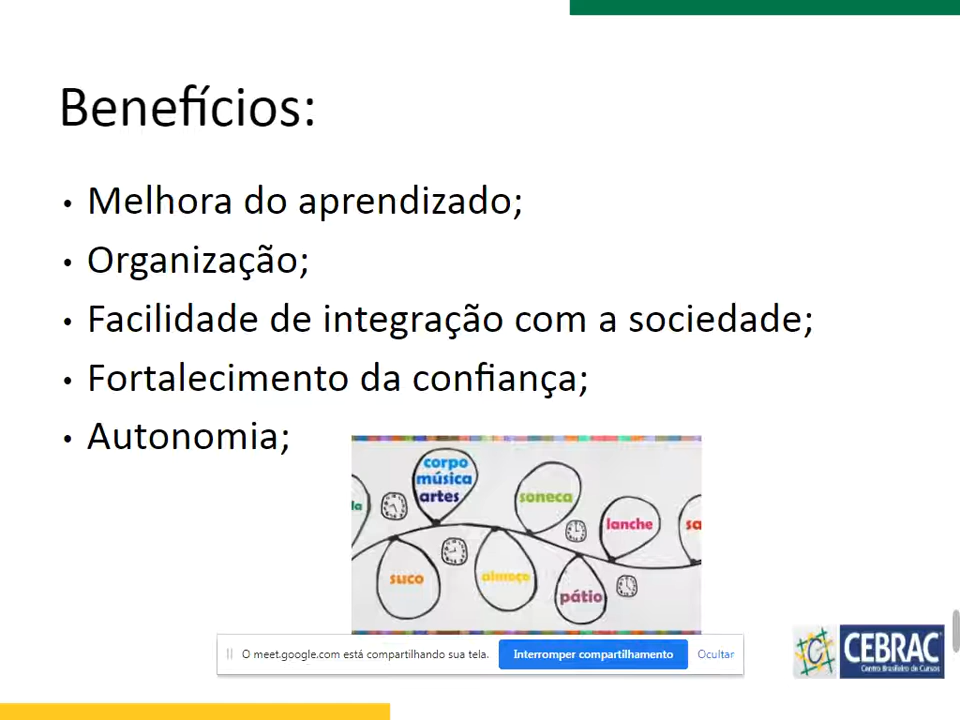 Benefícios:
• Melhora do aprendizado;
• Organização;
• Facilidade de integração com a sociedade;
• Fortalecimento da confiança;
• Autonomia;
corpo
música
artes
soneca
lanche
suco
almoço
pátio
O meet.google.com está compartilhando sua tela.
Interromper compartilhamento
Ocultar
CEBRAC
Centro Brasileiro de Cursos